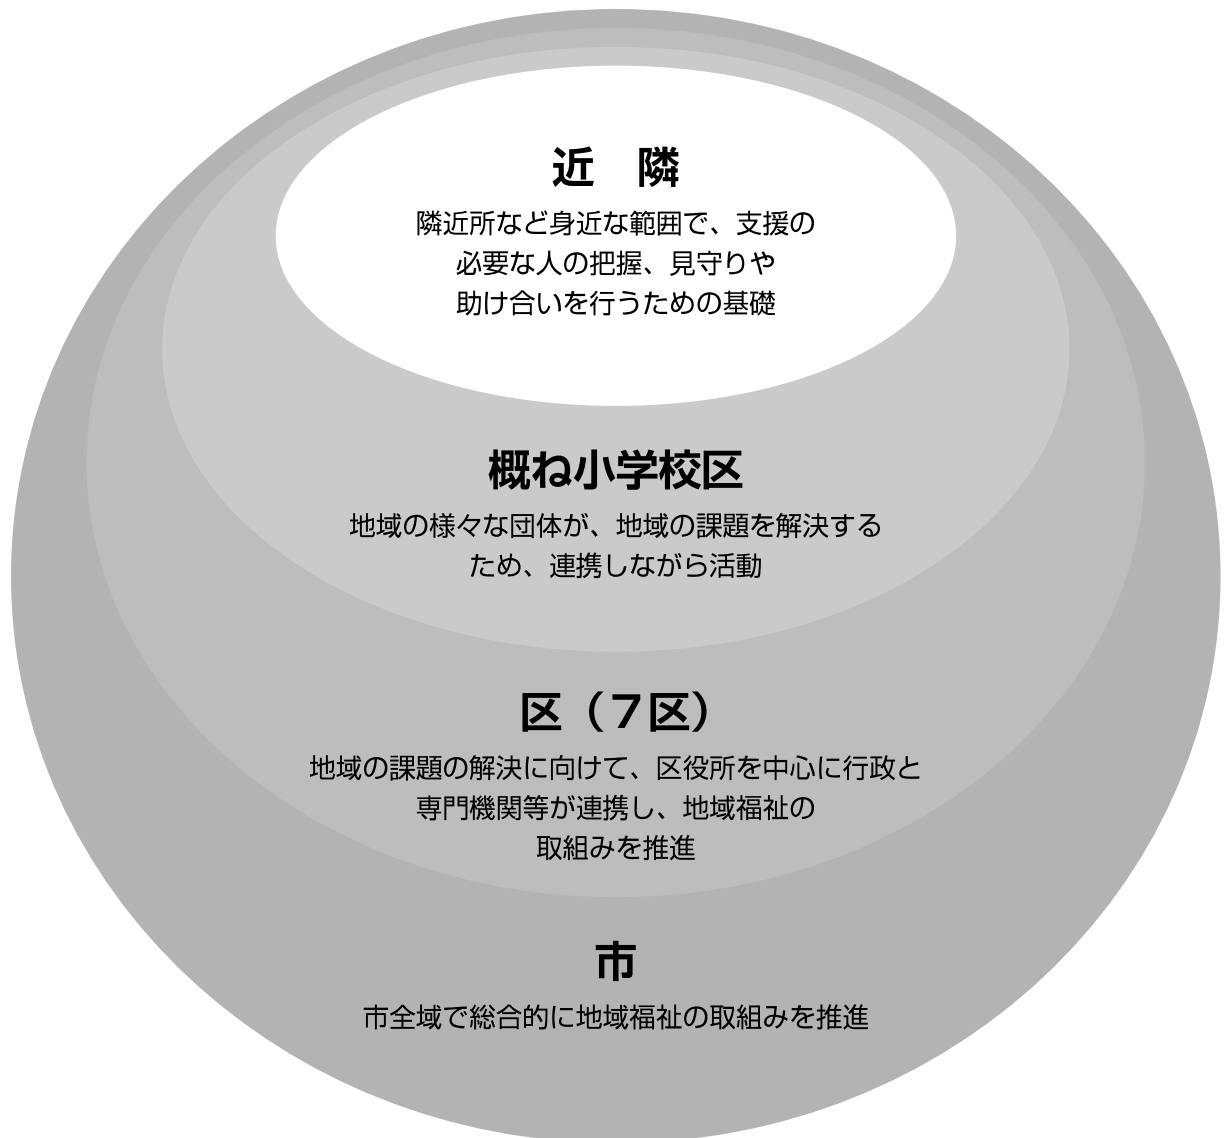 近　隣
隣近所など身近な範囲で、支援の
必要な人の把握、見守りや
助け合いを行うための基礎
概ね小学校区
地域の様々な団体が、地域の課題を解決する
ため、連携しながら活動
区（７区）
地域の課題の解決に向けて、区役所を中心に行政と
専門機関等が連携し、地域福祉の
取組みを推進
市
市全域で総合的に地域福祉の取組みを推進